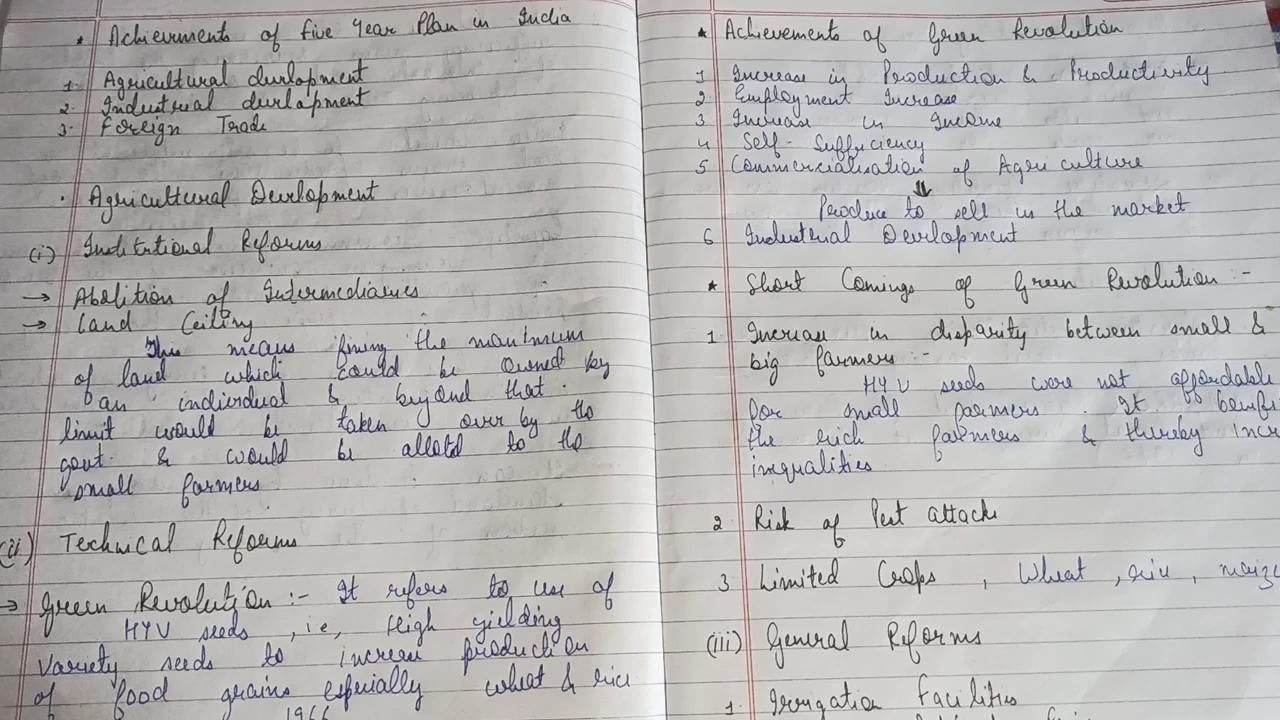 * Achievements of Five Year Plan in India
1. Agricultural development
2. Industrial development
3. Foreign Trade
. Agricultural Development
(i) Institutional Reforms
→ Abolition of Intermediaries
→ Land Ceiling
This means fixing the maximum
of land which could be owned by
an individual & beyond that
limit would be taken over by the
govt. & would be alloted to the
small farmers.
(ii) Technical Reforms
→ Green Revolution :- It refers to use of
HYV seeds , ie, High yielding
Variety seeds to increase production
of food grains especially wheat & rice
1966
* Achievements of Green Revolution
1 Increase in Production & Productivity
2 Employment Increase
3 Increase in Income
4 Self- Sufficiency
5 Commercialisation of Agriculture
⇓
Produce to sell in the market
6 Industrial Development
* Short Comings of Green Revolution :-
1. Increase in disparity between small &
big farmers :-
HYV seeds were not affordable
for small farmers . It benefi
the rich farmers & thereby incr
inequalities.
2. Risk of Pest attack
3 Limited Crops , Wheat , rice , maize
(iii) General Reforms
1. Irrigation Facilities